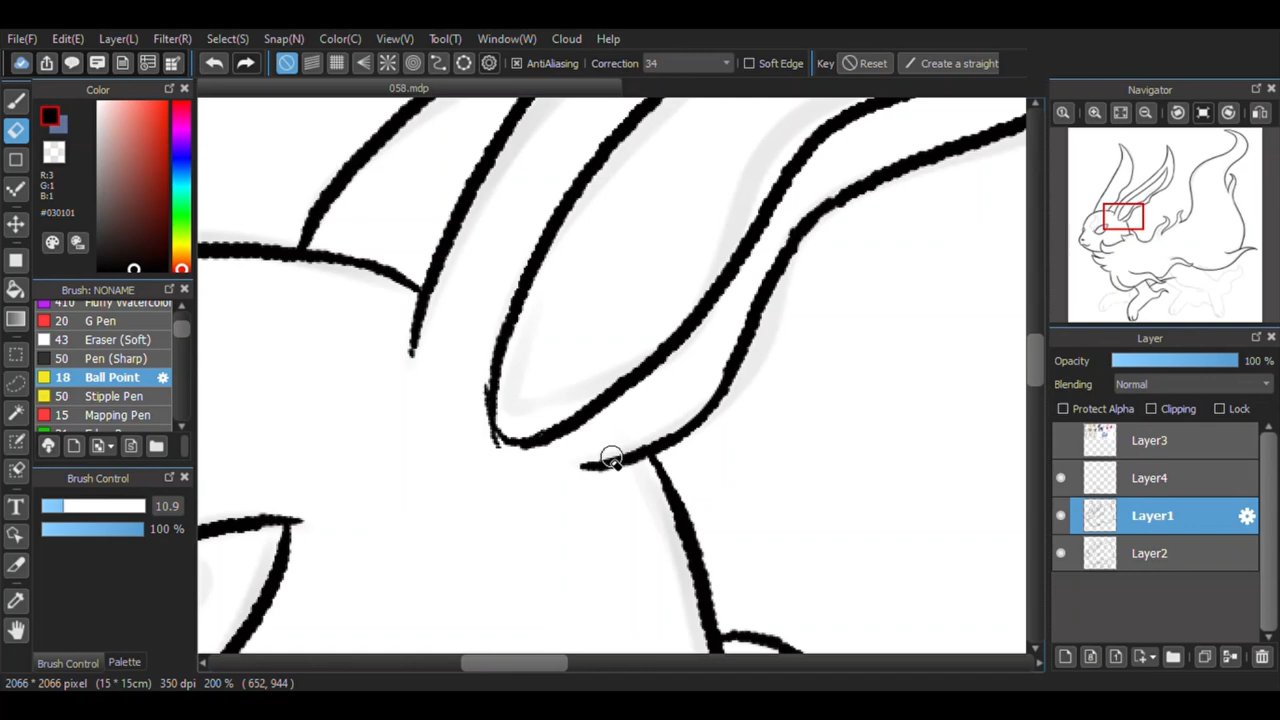 File(F) Edit(E) Layer(L) Filter(R) Select(S) Snap(N) Color(C) View(V) Tool(T) Window(W) Cloud Help
AntiAliasing Correction 34 Soft Edge Key Reset Create a straight
Color
058.mdp
Navigator
R:3
G:1
B:1
#030101
Brush: NONAME
410 Fluffy Watercolor
20 G Pen
43 Eraser (Soft)
50 Pen (Sharp)
18 Ball Point
50 Stipple Pen
15 Mapping Pen
Brush Control
10.9
100 %
Brush Control Palette
Layer
Opacity 100 %
Blending Normal
Protect Alpha Clipping Lock
Layer3
Layer4
Layer1
Layer2
2066 * 2066 pixel (15 * 15cm) 350 dpi 200 % ( 652, 944 )